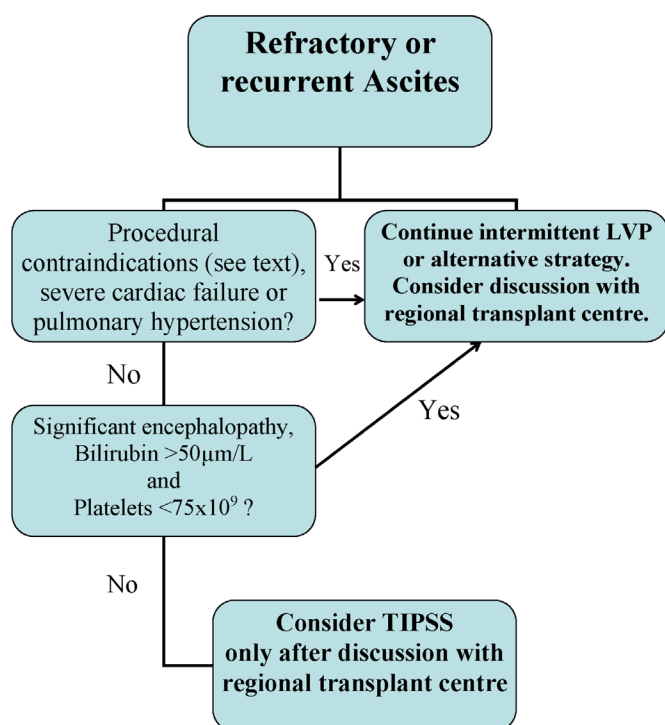 Refractory or
recurrent Ascites
Procedural
contraindications (see text),
severe cardiac failure or
pulmonary hypertension?
Yes
Continue intermittent LVP
or alternative strategy.
Consider discussion with
regional transplant centre.
No
Yes
Significant encephalopathy,
Bilirubin >50µm/L
and
Platelets <75x10⁹ ?
No
Consider TIPSS
only after discussion with
regional transplant centre